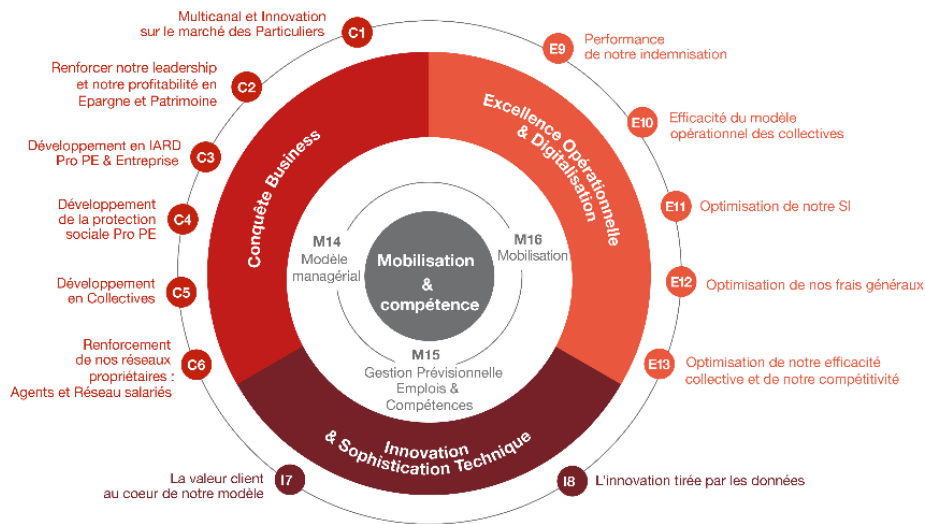 C1
Multicanal et Innovation
sur le marché des Particuliers
C2
Renforcer notre leadership
et notre profitabilité en
Epargne et Patrimoine
C3
Développement en IARD
Pro PE & Entreprise
C4
Développement
de la protection
sociale Pro PE
C5
Développement
en Collectives
C6
Renforcement
de nos réseaux
propriétaires :
Agents et Réseau salariés
I7
La valeur client
au coeur de notre modèle
I8
L'innovation tirée par les données
E9
Performance
de notre indemnisation
E10
Efficacité du modèle
opérationnel des collectives
E11
Optimisation de notre SI
E12
Optimisation de nos frais généraux
E13
Optimisation de notre efficacité
collective et de notre compétitivité
Conquête Business
Excellence Opérationnelle
& Digitalisation
Innovation
& Sophistication Technique
M14
Modèle
managérial
M16
Mobilisation
Mobilisation
&
compétence
M15
Gestion Prévisionnelle
Emplois &
Compétences